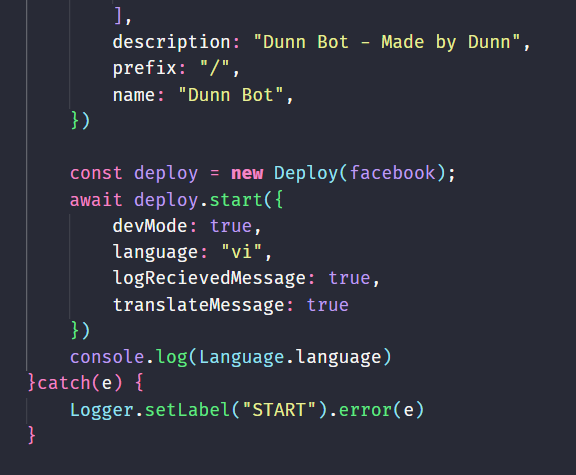 ],
description: "Dunn Bot - Made by Dunn",
prefix: "/",
name: "Dunn Bot",
})
const deploy = new Deploy(facebook);
await deploy.start({
devMode: true,
language: "vi",
logRecievedMessage: true,
translateMessage: true
})
console.log(Language.language)
}catch(e) {
Logger.setLabel("START").error(e)
}